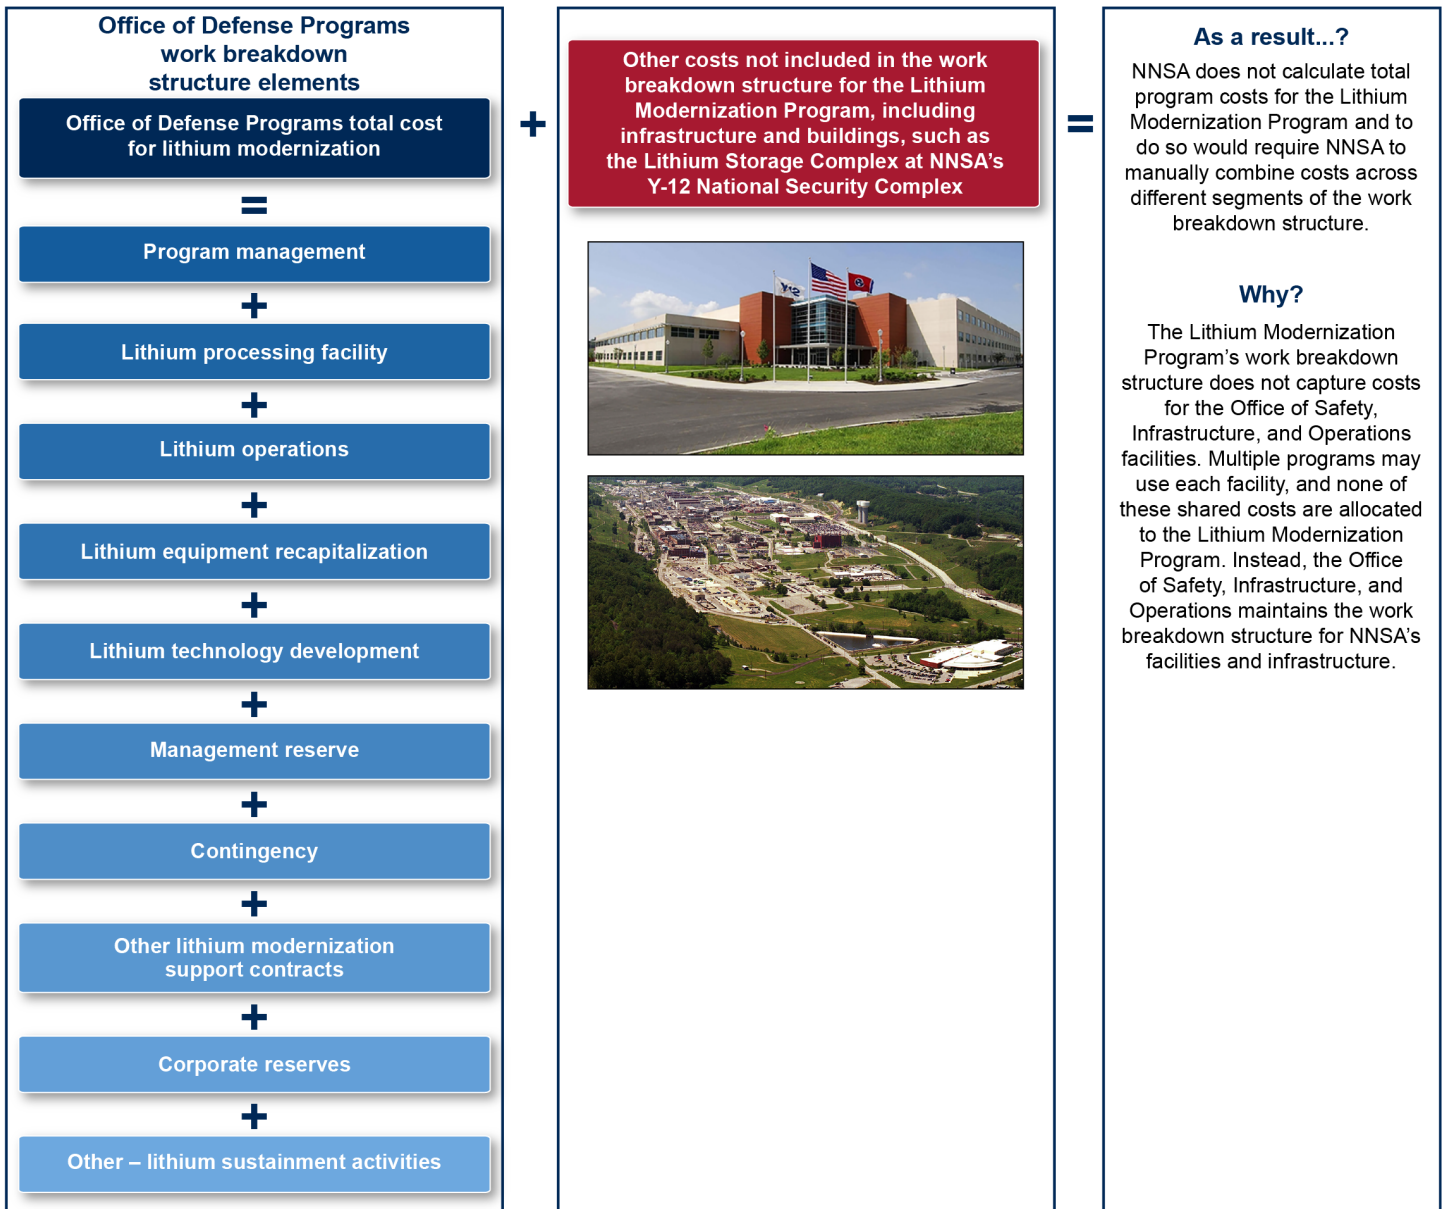 Office of Defense Programs
work breakdown
structure elements
Office of Defense Programs total cost
for lithium modernization
=
Program management
+
Lithium processing facility
+
Lithium operations
+
Lithium equipment recapitalization
+
Lithium technology development
+
Management reserve
+
Contingency
+
Other lithium modernization
support contracts
+
Corporate reserves
+
Other – lithium sustainment activities
+
Other costs not included in the work
breakdown structure for the Lithium
Modernization Program, including
infrastructure and buildings, such as
the Lithium Storage Complex at NNSA’s
Y-12 National Security Complex
=
As a result...?
NNSA does not calculate total
program costs for the Lithium
Modernization Program and to
do so would require NNSA to
manually combine costs across
different segments of the work
breakdown structure.
Why?
The Lithium Modernization
Program’s work breakdown
structure does not capture costs
for the Office of Safety,
Infrastructure, and Operations
facilities. Multiple programs may
use each facility, and none of
these shared costs are allocated
to the Lithium Modernization
Program. Instead, the Office
of Safety, Infrastructure, and
Operations maintains the work
breakdown structure for NNSA’s
facilities and infrastructure.